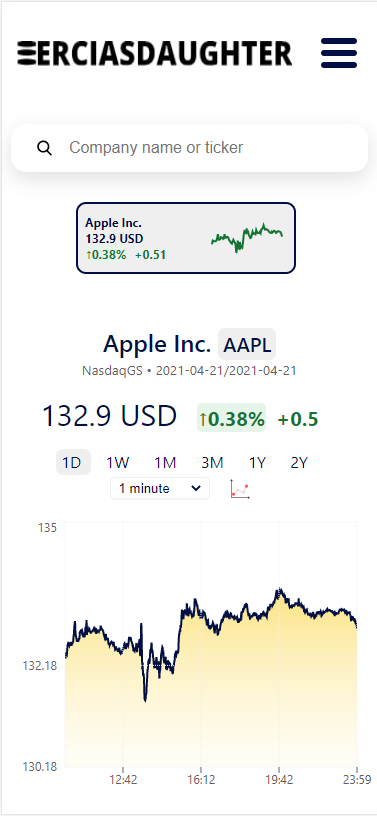 ERCIASDAUGHTER
Company name or ticker
Apple Inc.
132.9 USD
↑0.38% +0.51
Apple Inc. AAPL
NasdaqGS • 2021-04-21/2021-04-21
132.9 USD ↑0.38% +0.5
1D 1W 1M 3M 1Y 2Y
1 minute
135
132.18
130.18
12:42 16:12 19:42 23:59